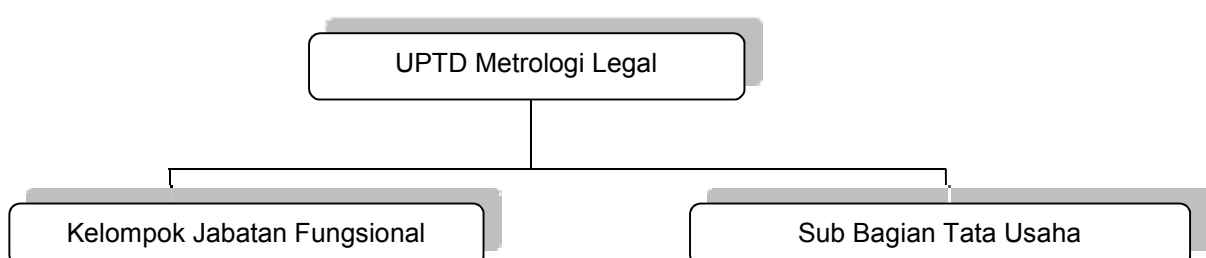 UPTD Metrologi Legal
Kelompok Jabatan Fungsional
Sub Bagian Tata Usaha